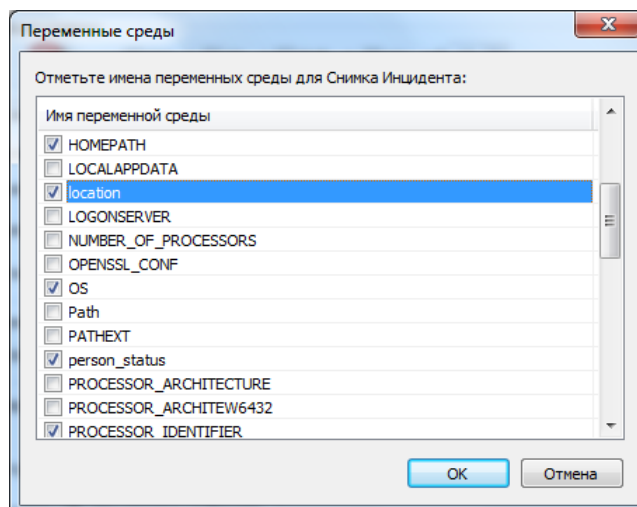 Переменные среды
Отметьте имена переменных среды для Снимка Инцидента:
Имя переменной среды
HOMEPATH
LOCALAPPDATA
location
LOGONSERVER
NUMBER_OF_PROCESSORS
OPENSSL_CONF
OS
Path
PATHEXT
person_status
PROCESSOR_ARCHITECTURE
PROCESSOR_ARCHITEW6432
PROCESSOR_IDENTIFIER
OK Отмена